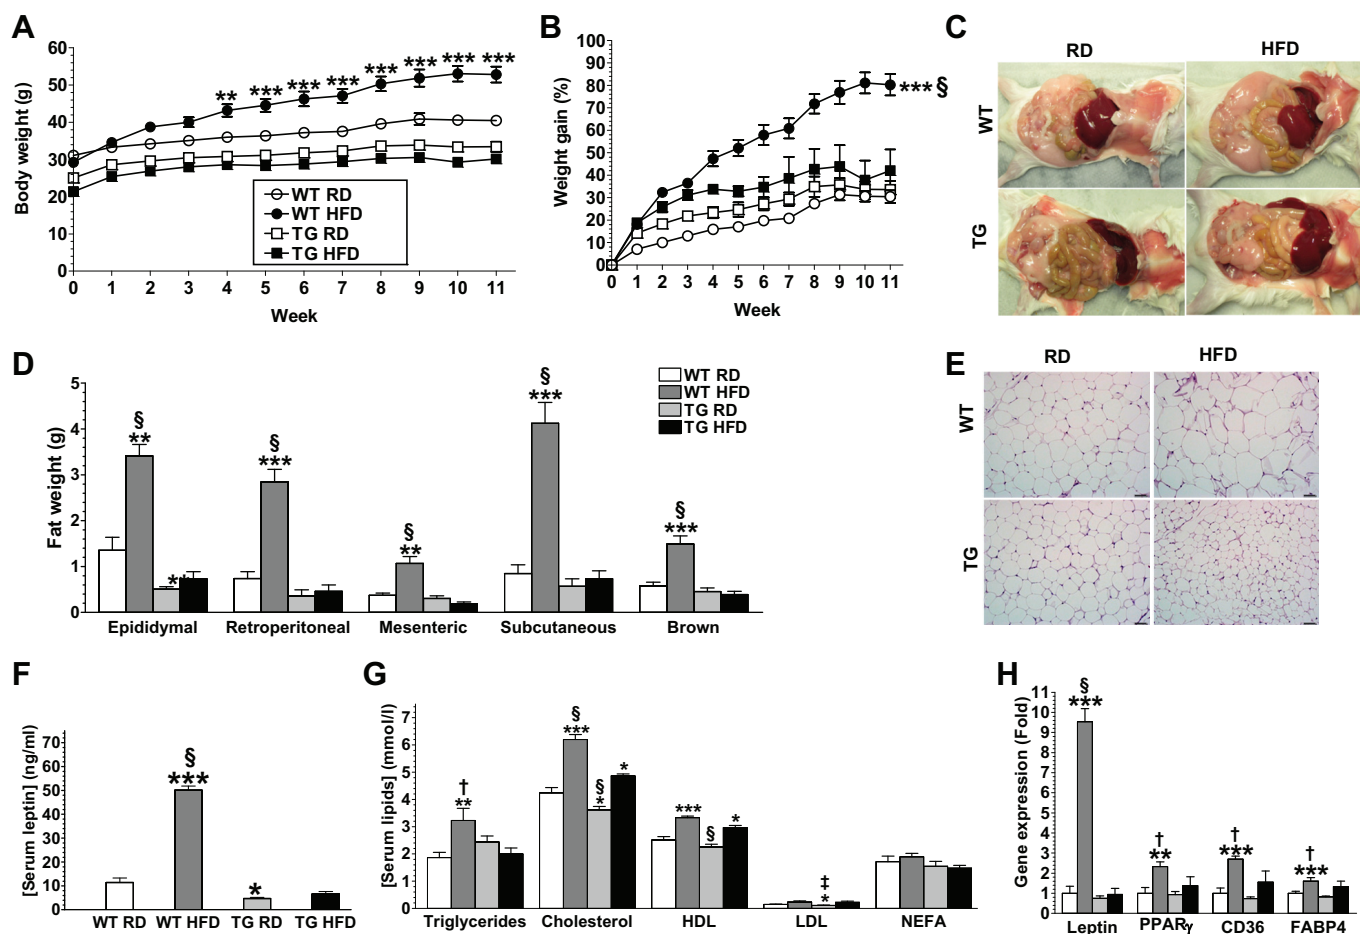 A
Body weight (g)
60
50
40
30
20
10
0
** *** *** *** *** *** *** ***
WT RD
WT HFD
TG RD
TG HFD
0 1 2 3 4 5 6 7 8 9 10 11
Week
B
Weight gain (%)
100
90
80
70
60
50
40
30
20
10
0
*** §
0 1 2 3 4 5 6 7 8 9 10 11
Week
C
RD HFD
WT
TG
D
Fat weight (g)
5
4
3
2
1
0
WT RD
WT HFD
TG RD
TG HFD
§
**
**
§
***
§
**
§
***
§
***
Epididymal Retroperitoneal Mesenteric Subcutaneous Brown
E
RD HFD
WT
TG
F
[Serum leptin] (ng/ml)
70
60
50
40
30
20
10
0
§
***
*
WT RD WT HFD TG RD TG HFD
G
[Serum lipids] (mmol/l)
7
6
5
4
3
2
1
0
†
**
§
***
§
*
*
***
§
*
‡
*
Triglycerides Cholesterol HDL LDL NEFA
H
Gene expression (Fold)
11
10
9
8
7
6
5
4
3
2
1
0
§
***
†
**
†
***
†
***
Leptin PPARγ CD36 FABP4